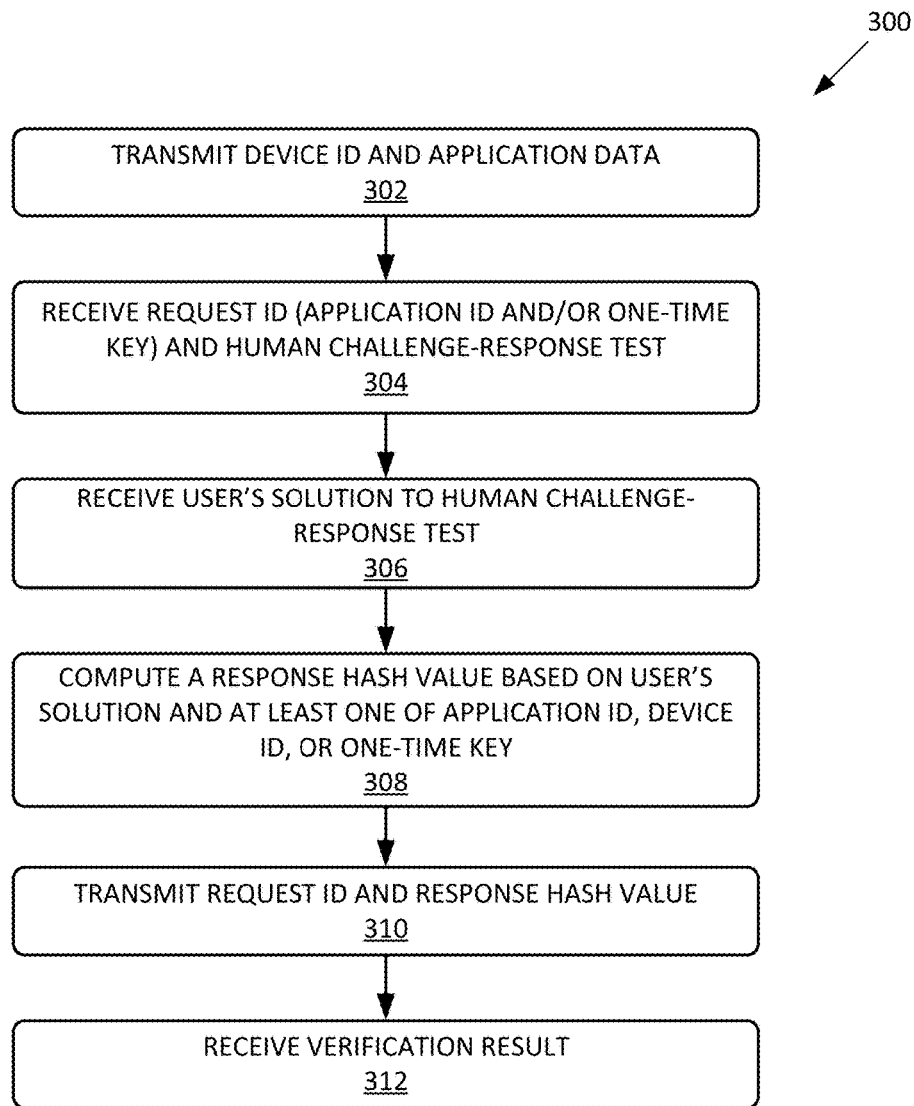 300
TRANSMIT DEVICE ID AND APPLICATION DATA
302
RECEIVE REQUEST ID (APPLICATION ID AND/OR ONE-TIME
KEY) AND HUMAN CHALLENGE-RESPONSE TEST
304
RECEIVE USER'S SOLUTION TO HUMAN CHALLENGE-
RESPONSE TEST
306
COMPUTE A RESPONSE HASH VALUE BASED ON USER'S
SOLUTION AND AT LEAST ONE OF APPLICATION ID, DEVICE
ID, OR ONE-TIME KEY
308
TRANSMIT REQUEST ID AND RESPONSE HASH VALUE
310
RECEIVE VERIFICATION RESULT
312